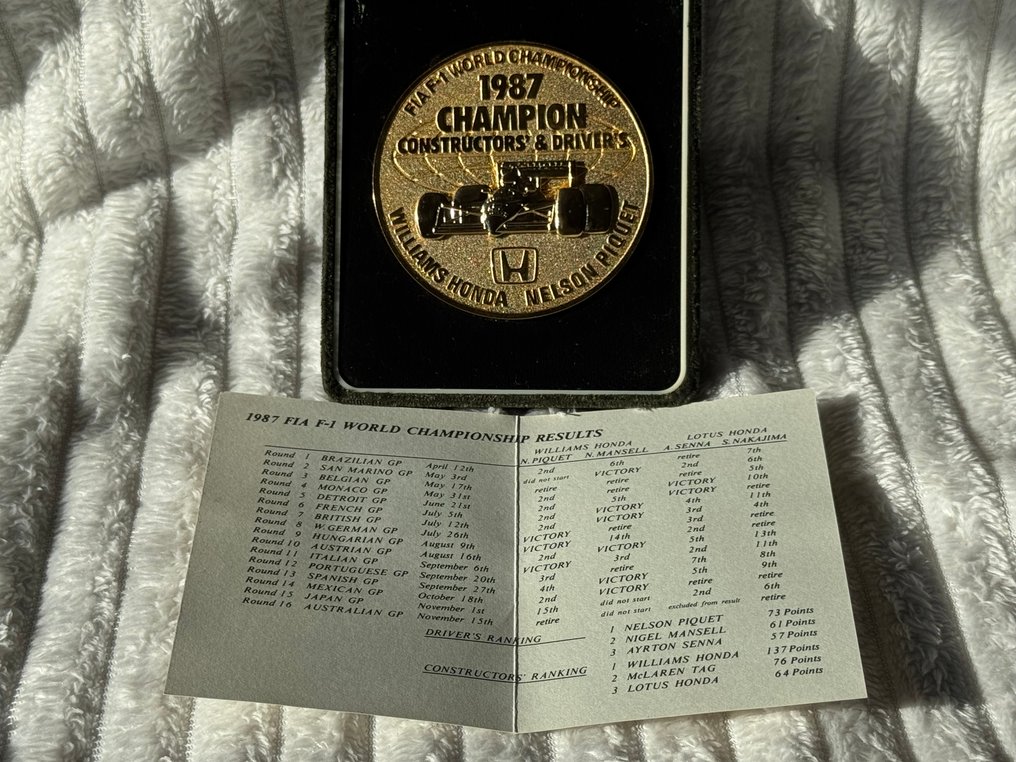 FIA F-1 WORLD CHAMPIONSHIP
1987
CHAMPION
CONSTRUCTORS' & DRIVER'S
WILLIAMS HONDA NELSON PIQUET
1987 FIA F-1 WORLD CHAMPIONSHIP RESULTS
WILLIAMS HONDA LOTUS HONDA
N. PIQUET N. MANSELL A. SENNA S. NAKAJIMA
Round 1 BRAZILIAN GP April 12th 2nd 6th retire 7th
Round 2 SAN MARINO GP May 3rd did not start VICTORY 2nd 6th
Round 3 BELGIAN GP May 17th retire retire retire 5th
Round 4 MONACO GP May 31st 2nd retire VICTORY 10th
Round 5 DETROIT GP June 21st 2nd 5th VICTORY retire
Round 6 FRENCH GP July 5th 2nd VICTORY 4th 11th
Round 7 BRITISH GP July 12th 2nd VICTORY 3rd 4th
Round 8 W.GERMAN GP July 26th VICTORY retire 3rd retire
Round 9 HUNGARIAN GP August 9th VICTORY 14th 2nd retire
Round 10 AUSTRIAN GP August 16th 2nd VICTORY 5th 13th
Round 11 ITALIAN GP September 6th VICTORY 3rd 2nd 11th
Round 12 PORTUGUESE GP September 20th 3rd retire 7th 8th
Round 13 SPANISH GP September 27th 4th VICTORY 5th 9th
Round 14 MEXICAN GP October 18th 2nd VICTORY retire retire
Round 15 JAPAN GP November 1st 15th did not start 2nd 6th
Round 16 AUSTRALIAN GP November 15th retire did not start excluded from result retire
DRIVER'S RANKING
1 NELSON PIQUET 73 Points
2 NIGEL MANSELL 61 Points
3 AYRTON SENNA 57 Points
CONSTRUCTORS' RANKING
1 WILLIAMS HONDA 137 Points
2 McLAREN TAG 76 Points
3 LOTUS HONDA 64 Points